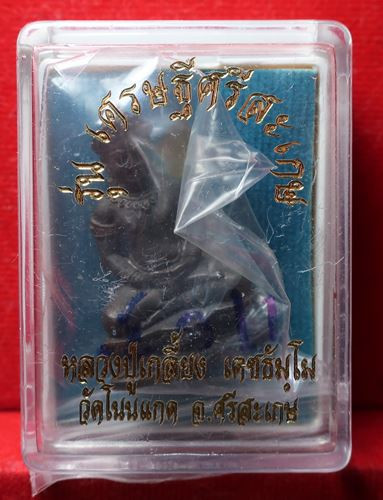 รุ่น เศรษฐีศรีสะเกษ
หลวงปู่เกลี้ยง เตชธมฺโม
วัดโนนแกด จ.ศรีสะเกษ